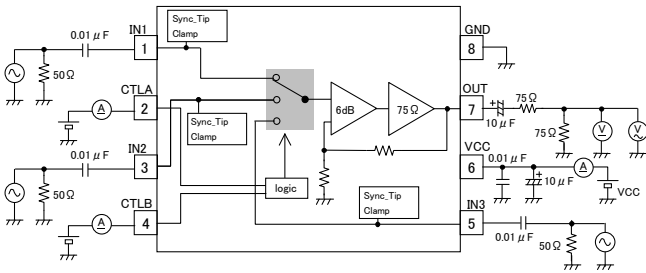 IN1
0.01 μF
1
50Ω
Sync_Tip
Clamp
GND
8
CTLA
A
2
Sync_Tip
Clamp
6dB
75Ω
OUT
7
+
10 μF
75Ω
75Ω
V
V
IN2
0.01 μF
3
50Ω
VCC
6
0.01 μF
+
10 μF
A
VCC
logic
Sync_Tip
Clamp
CTLB
A
4
IN3
5
0.01 μF
50Ω